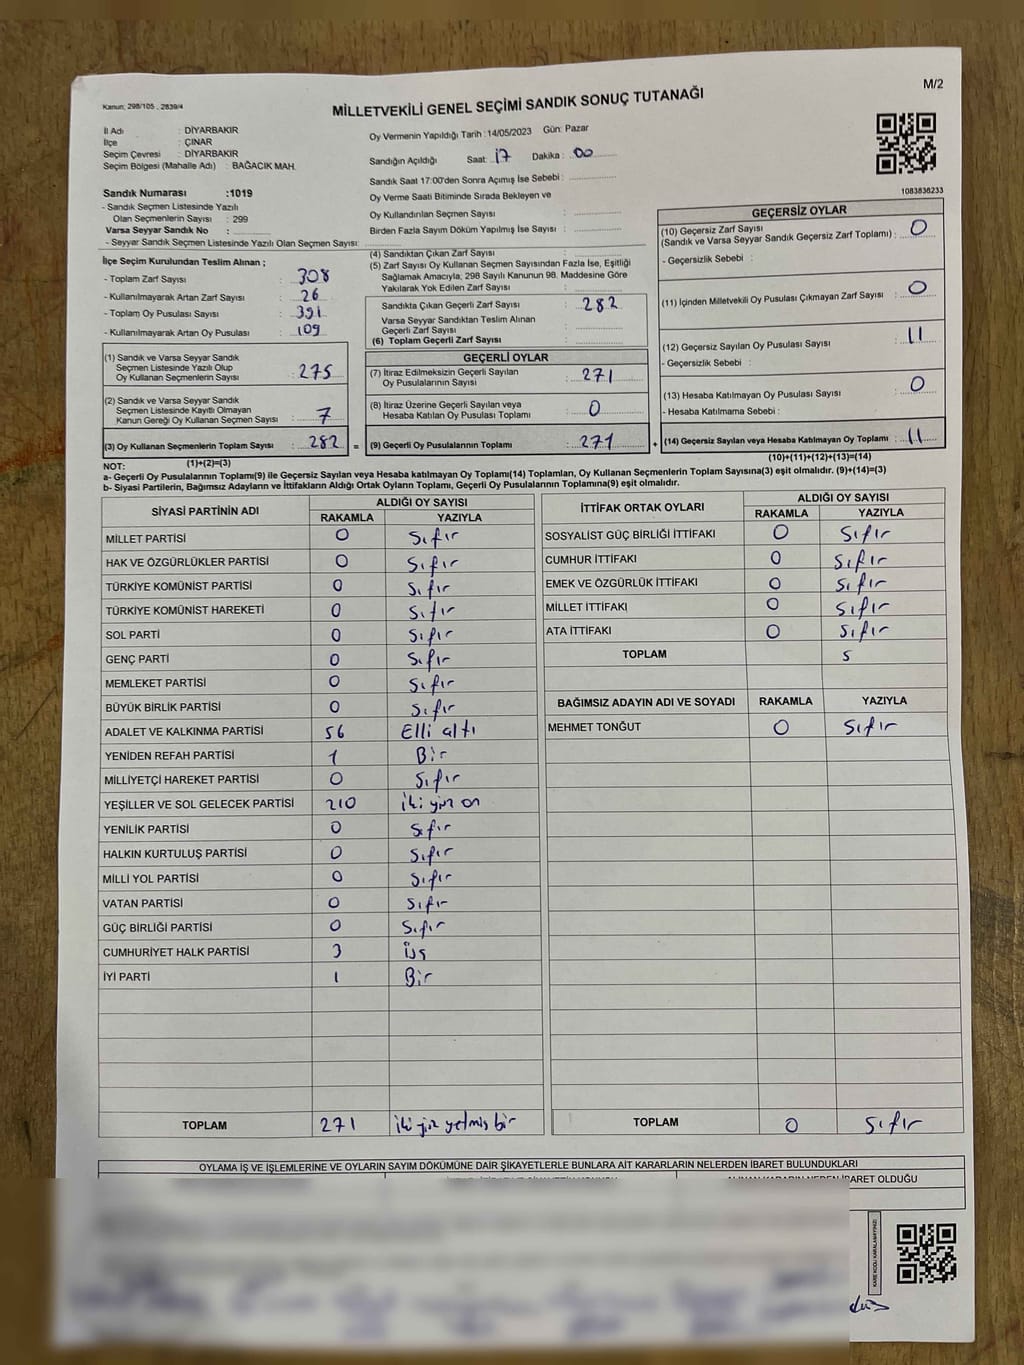 M/2
Kanun: 298/105 , 2839/4
MİLLETVEKİLİ GENEL SEÇİMİ SANDIK SONUÇ TUTANAĞI
İl Adı : DİYARBAKIR
İlçe : ÇINAR
Seçim Çevresi : DİYARBAKIR
Seçim Bölgesi (Mahalle Adı) : BAĞACIK MAH.
Sandık Numarası :1019
- Sandık Seçmen Listesinde Yazılı
Olan Seçmenlerin Sayısı : 299
Varsa Seyyar Sandık No :
- Seyyar Sandık Seçmen Listesinde Yazılı Olan Seçmen Sayısı:
Oy Vermenin Yapıldığı Tarih :14/05/2023 Gün: Pazar
Sandığın Açıldığı Saat: 17 Dakika : 00
Sandık Saat 17:00'den Sonra Açımış İse Sebebi :
Oy Verme Saati Bitiminde Sırada Bekleyen ve
Oy Kullandırılan Seçmen Sayısı :
Birden Fazla Sayım Döküm Yapılmış İse Sayısı :
1083836233
İlçe Seçim Kurulundan Teslim Alınan ;
- Toplam Zarf Sayısı : 308
- Kullanılmayarak Artan Zarf Sayısı : 26
- Toplam Oy Pusulası Sayısı : 391
- Kullanılmayarak Artan Oy Pusulası : 109
(1) Sandık ve Varsa Seyyar Sandık
Seçmen Listesinde Yazılı Olup
Oy Kullanan Seçmenlerin Sayısı : 275
(2) Sandık ve Varsa Seyyar Sandık
Seçmen Listesinde Kayıtlı Olmayan
Kanun Gereği Oy Kullanan Seçmen Sayısı : 7
(3) Oy Kullanan Seçmenlerin Toplam Sayısı : 282 =
(1)+(2)=(3)
(4) Sandıktan Çıkan Zarf Sayısı :
(5) Zarf Sayısı Oy Kullanan Seçmen Sayısından Fazla İse, Eşitliği
Sağlamak Amacıyla; 298 Sayılı Kanunun 98. Maddesine Göre
Yakılarak Yok Edilen Zarf Sayısı :
Sandıkta Çıkan Geçerli Zarf Sayısı : 282
Varsa Seyyar Sandıktan Teslim Alınan
Geçerli Zarf Sayısı :
(6) Toplam Geçerli Zarf Sayısı :
GEÇERLİ OYLAR
(7) İtiraz Edilmeksizin Geçerli Sayılan
Oy Pusulalarının Sayısı : 271
(8) İtiraz Üzerine Geçerli Sayılan veya
Hesaba Katılan Oy Pusulası Toplamı : 0
(9) Geçerli Oy Pusulalarının Toplamı : 271 +
GEÇERSİZ OYLAR
(10) Geçersiz Zarf Sayısı
(Sandık ve Varsa Seyyar Sandık Geçersiz Zarf Toplamı) : 0
- Geçersizlik Sebebi :
(11) İçinden Milletvekili Oy Pusulası Çıkmayan Zarf Sayısı : 0
(12) Geçersiz Sayılan Oy Pusulası Sayısı : 11
- Geçersizlik Sebebi :
(13) Hesaba Katılmayan Oy Pusulası Sayısı : 0
- Hesaba Katılmama Sebebi :
(14) Geçersiz Sayılan veya Hesaba Katılmayan Oy Toplamı : 11
(10)+(11)+(12)+(13)=(14)
NOT:
a- Geçerli Oy Pusulalarının Toplamı(9) ile Geçersiz Sayılan veya Hesaba katılmayan Oy Toplamı(14) Toplamları, Oy Kullanan Seçmenlerin Toplam Sayısına(3) eşit olmalıdır. (9)+(14)=(3)
b- Siyasi Partilerin, Bağımsız Adayların ve İttifakların Aldığı Ortak Oyların Toplamı, Geçerli Oy Pusulalarının Toplamına(9) eşit olmalıdır.
SİYASİ PARTİNİN ADI ALDIĞI OY SAYISI
RAKAMLA YAZIYLA
MİLLET PARTİSİ 0 Sıfır
HAK VE ÖZGÜRLÜKLER PARTİSİ 0 Sıfır
TÜRKİYE KOMÜNİST PARTİSİ 0 Sıfır
TÜRKİYE KOMÜNİST HAREKETİ 0 Sıfır
SOL PARTİ 0 Sıfır
GENÇ PARTİ 0 Sıfır
MEMLEKET PARTİSİ 0 Sıfır
BÜYÜK BİRLİK PARTİSİ 0 Sıfır
ADALET VE KALKINMA PARTİSİ 56 Elli altı
YENİDEN REFAH PARTİSİ 1 Bir
MİLLİYETÇİ HAREKET PARTİSİ 0 Sıfır
YEŞİLLER VE SOL GELECEK PARTİSİ 210 iki yüz on
YENİLİK PARTİSİ 0 Sıfır
HALKIN KURTULUŞ PARTİSİ 0 Sıfır
MİLLİ YOL PARTİSİ 0 Sıfır
VATAN PARTİSİ 0 Sıfır
GÜÇ BİRLİĞİ PARTİSİ 0 Sıfır
CUMHURİYET HALK PARTİSİ 3 üş
İYİ PARTİ 1 Bir
TOPLAM 271 iki yüz yetmiş bir
İTTİFAK ORTAK OYLARI ALDIĞI OY SAYISI
RAKAMLA YAZIYLA
SOSYALİST GÜÇ BİRLİĞİ İTTİFAKI 0 Sıfır
CUMHUR İTTİFAKI 0 Sıfır
EMEK VE ÖZGÜRLÜK İTTİFAKI 0 Sıfır
MİLLET İTTİFAKI 0 Sıfır
ATA İTTİFAKI 0 Sıfır
TOPLAM S
BAĞIMSIZ ADAYIN ADI VE SOYADI RAKAMLA YAZIYLA
MEHMET TONĞUT 0 Sıfır
TOPLAM 0 Sıfır
OYLAMA İŞ VE İŞLEMLERİNE VE OYLARIN SAYIM DÖKÜMÜNE DAİR ŞİKAYETLERLE BUNLARA AİT KARARLARIN NELERDEN İBARET BULUNDUKLARI
İBARET OLDUĞU
KARE KODU KARALAMAYINIZ!